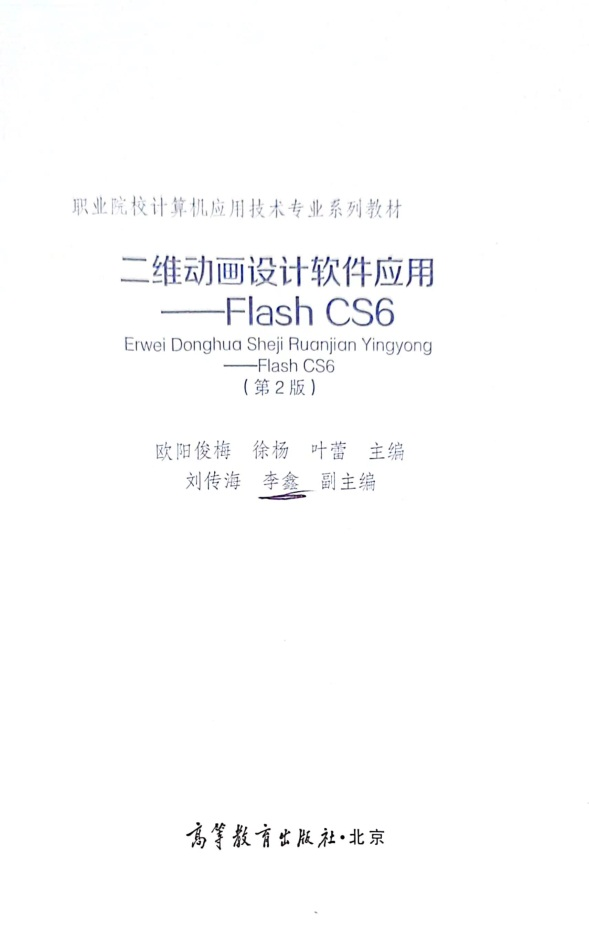 职业院校计算机应用技术专业系列教材
二维动画设计软件应用
——Flash CS6
Erwei Donghua Sheji Ruanjian Yingyong
——Flash CS6
（第2版）
欧阳俊梅 徐杨 叶蕾 主编
刘传海 李鑫 副主编
高等教育出版社·北京